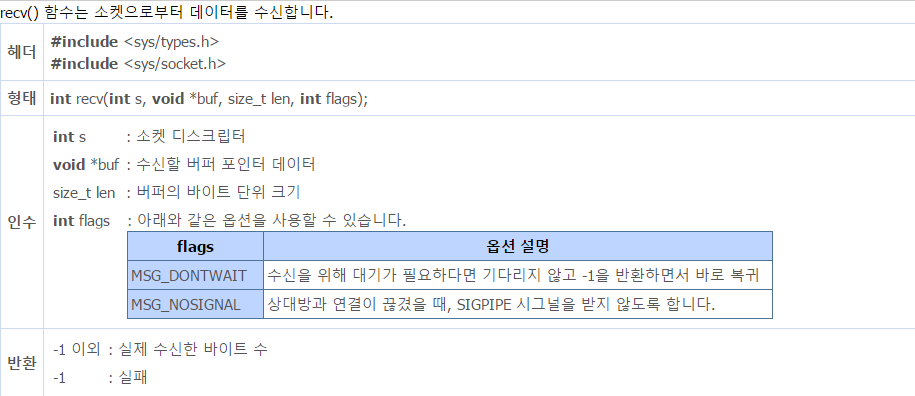 recv() 함수는 소켓으로부터 데이터를 수신합니다.
헤더
#include <sys/types.h>
#include <sys/socket.h>
형태 int recv(int s, void *buf, size_t len, int flags);
인수
int s : 소켓 디스크립터
void *buf : 수신할 버퍼 포인터 데이터
size_t len : 버퍼의 바이트 단위 크기
int flags : 아래와 같은 옵션을 사용할 수 있습니다.
flags 옵션 설명
MSG_DONTWAIT 수신을 위해 대기가 필요하다면 기다리지 않고 -1을 반환하면서 바로 복귀
MSG_NOSIGNAL 상대방과 연결이 끊겼을 때, SIGPIPE 시그널을 받지 않도록 합니다.
반환
-1 이외 : 실제 수신한 바이트 수
-1 : 실패